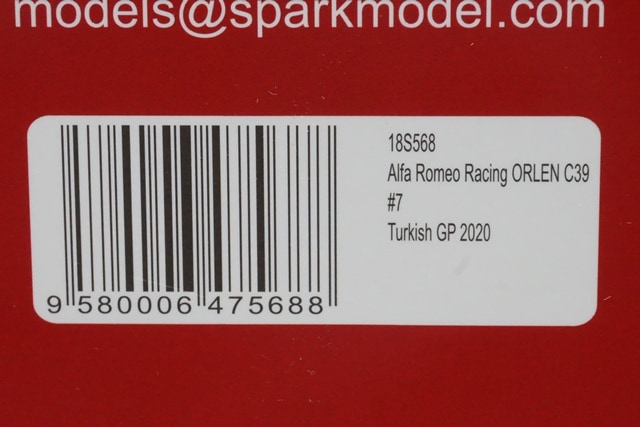 models@sparkmodel.com
18S568
Alfa Romeo Racing ORLEN C39
#7
Turkish GP 2020
9 580006 475688